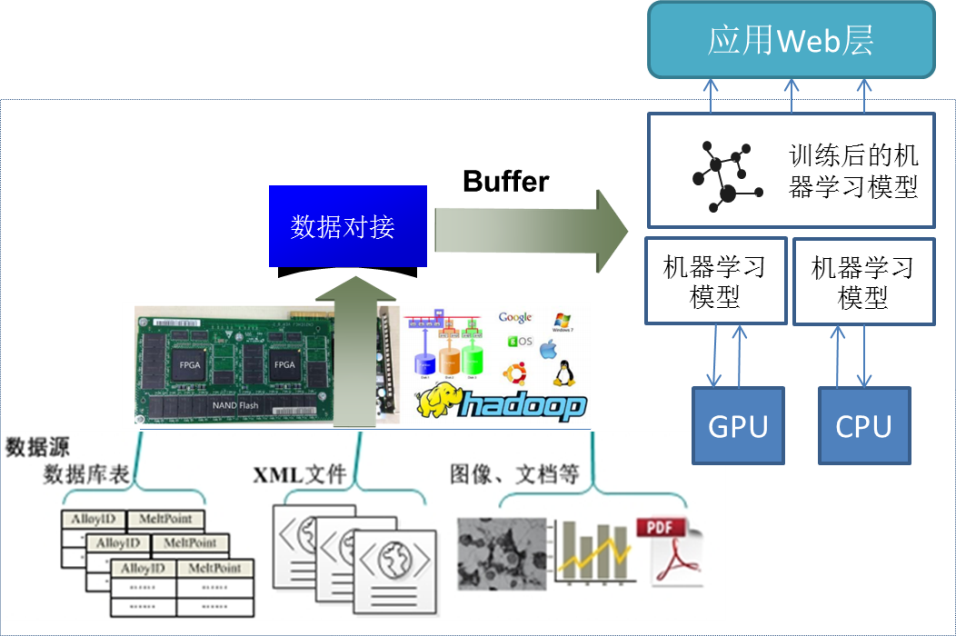 应用Web层
训练后的机
器学习模型
Buffer
数据对接
机器学习
模型
机器学习
模型
FPGA
FPGA
NAND Flash
Google
Windows 7
iOS
hadoop
GPU
CPU
数据源
数据库表
XML文件
图像、文档等
AlloyID MeltPoint
AlloyID MeltPoint
AlloyID MeltPoint
PDF